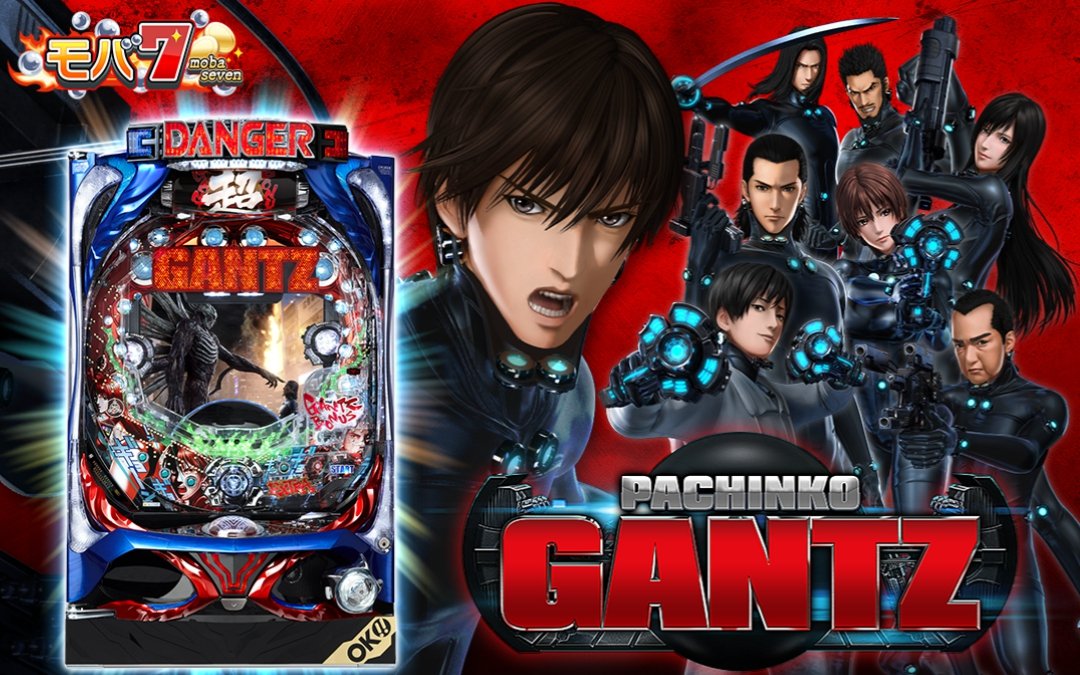 モバ7
moba
seven
DANGER
超
GANTZ
GANTZ
BONUS
START
OK!!
PACHINKO
GANTZ